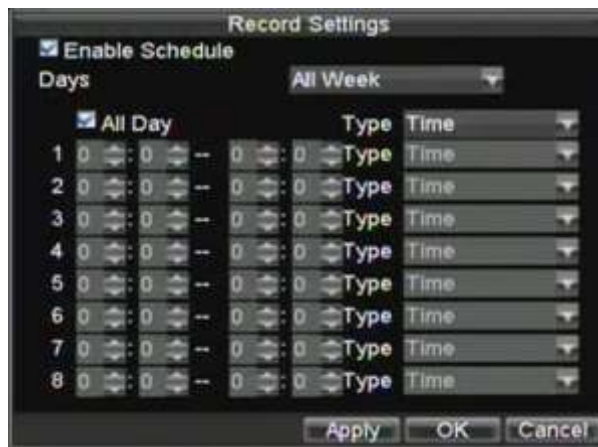 Record Settings
Enable Schedule
Days All Week
All Day Type Time
1 0 : 0 -- 0 : 0 Type Time
2 0 : 0 -- 0 : 0 Type Time
3 0 : 0 -- 0 : 0 Type Time
4 0 : 0 -- 0 : 0 Type Time
5 0 : 0 -- 0 : 0 Type Time
6 0 : 0 -- 0 : 0 Type Time
7 0 : 0 -- 0 : 0 Type Time
8 0 : 0 -- 0 : 0 Type Time
Apply OK Cancel